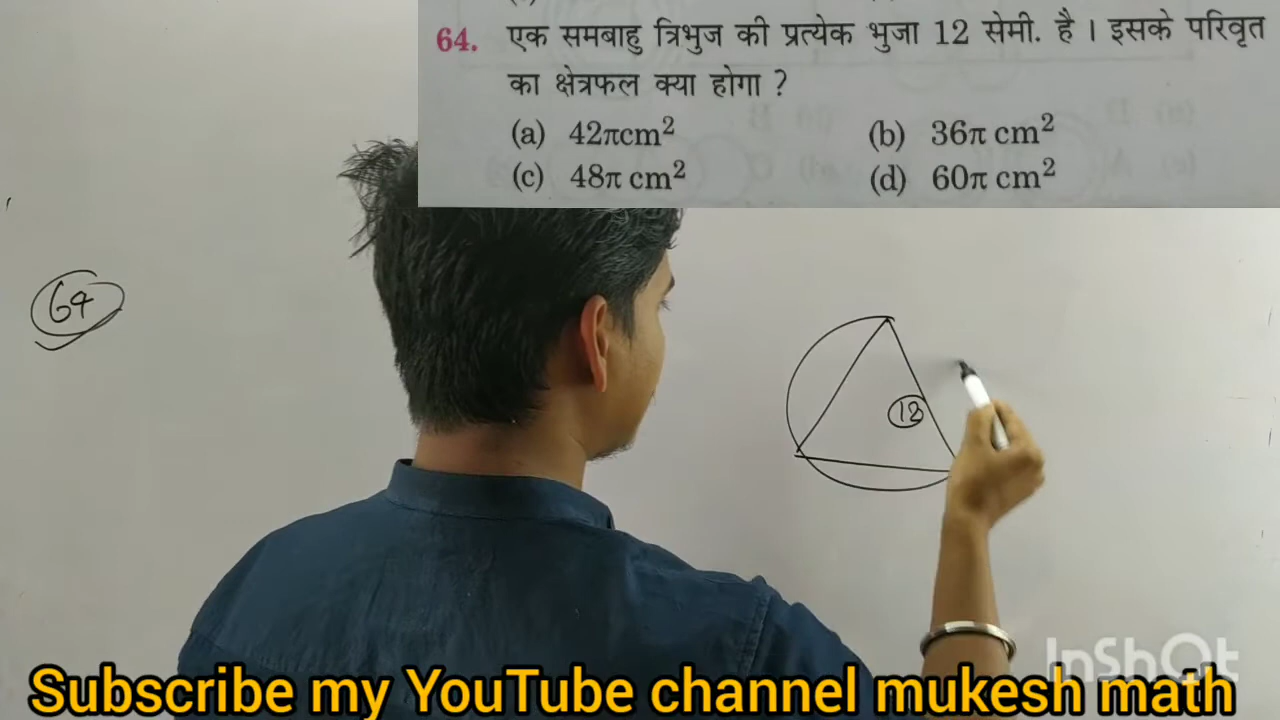 64. एक समबाहु त्रिभुज की प्रत्येक भुजा 12 सेमी. है । इसके परिवृत
का क्षेत्रफल क्या होगा ?
(a) 42πcm² (b) 36π cm²
(c) 48π cm² (d) 60π cm²
64
12
InShOt
Subscribe my YouTube channel mukesh math